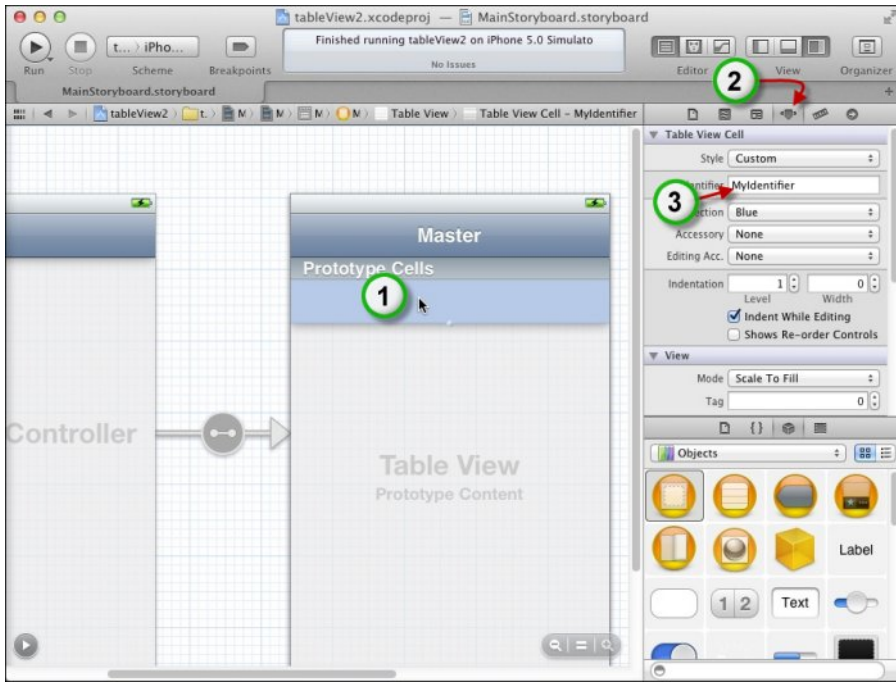 tableView2.xcodeproj — MainStoryboard.storyboard
t... ⟩ iPho...
Finished running tableView2 on iPhone 5.0 Simulato
No Issues
Run Stop Scheme Breakpoints Editor View Organizer
2
MainStoryboard.storyboard
tableView2 t. M M M M Table View Table View Cell – MyIdentifier
Table View Cell
Style Custom
entifier MyIdentifier
3
ection Blue
Accessory None
Editing Acc. None
Indentation 1 0
Level Width
Indent While Editing
Shows Re-order Controls
View
Mode Scale To Fill
Tag 0
Master
Prototype Cells
1
Controller
Table View
Prototype Content
{}
Objects
Label
1 2 Text